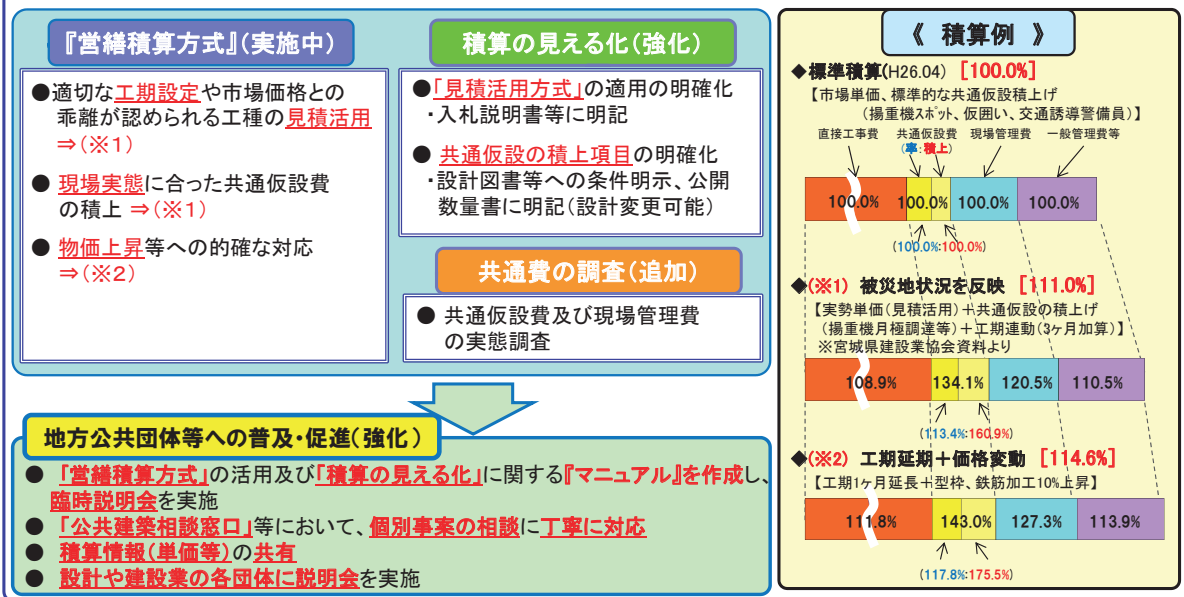 『営繕積算方式』(実施中)
●適切な工期設定や市場価格との
乖離が認められる工種の見積活用
⇒(※1)
● 現場実態に合った共通仮設費
の積上 ⇒(※1)
● 物価上昇等への的確な対応
⇒(※2)
積算の見える化(強化)
●「見積活用方式」の適用の明確化
・入札説明書等に明記
● 共通仮設の積上項目の明確化
・設計図書等への条件明示、公開
数量書に明記(設計変更可能)
共通費の調査(追加)
● 共通仮設費及び現場管理費
の実態調査
地方公共団体等への普及・促進(強化)
● 「営繕積算方式」の活用及び「積算の見える化」に関する『マニュアル』を作成し、
臨時説明会を実施
● 「公共建築相談窓口」等において、個別事案の相談に丁寧に対応
● 積算情報(単価等)の共有
● 設計や建設業の各団体に説明会を実施
《 積算例 》
◆標準積算(H26.04) [100.0%]
【市場単価、標準的な共通仮設積上げ
(揚重機スポット、仮囲い、交通誘導警備員)】
直接工事費 共通仮設費 現場管理費 一般管理費等
(率:積上)
100.0% 100.0% 100.0% 100.0%
(100.0%:100.0%)
◆(※1) 被災地状況を反映 [111.0%]
【実勢単価(見積活用)+共通仮設の積上げ
(揚重機月極調達等)+工期連動(3ヶ月加算)】
※宮城県建設業協会資料より
108.9% 134.1% 120.5% 110.5%
(113.4%:160.9%)
◆(※2) 工期延期+価格変動 [114.6%]
【工期1ヶ月延長+型枠、鉄筋加工10%上昇】
111.8% 143.0% 127.3% 113.9%
(117.8%:175.5%)